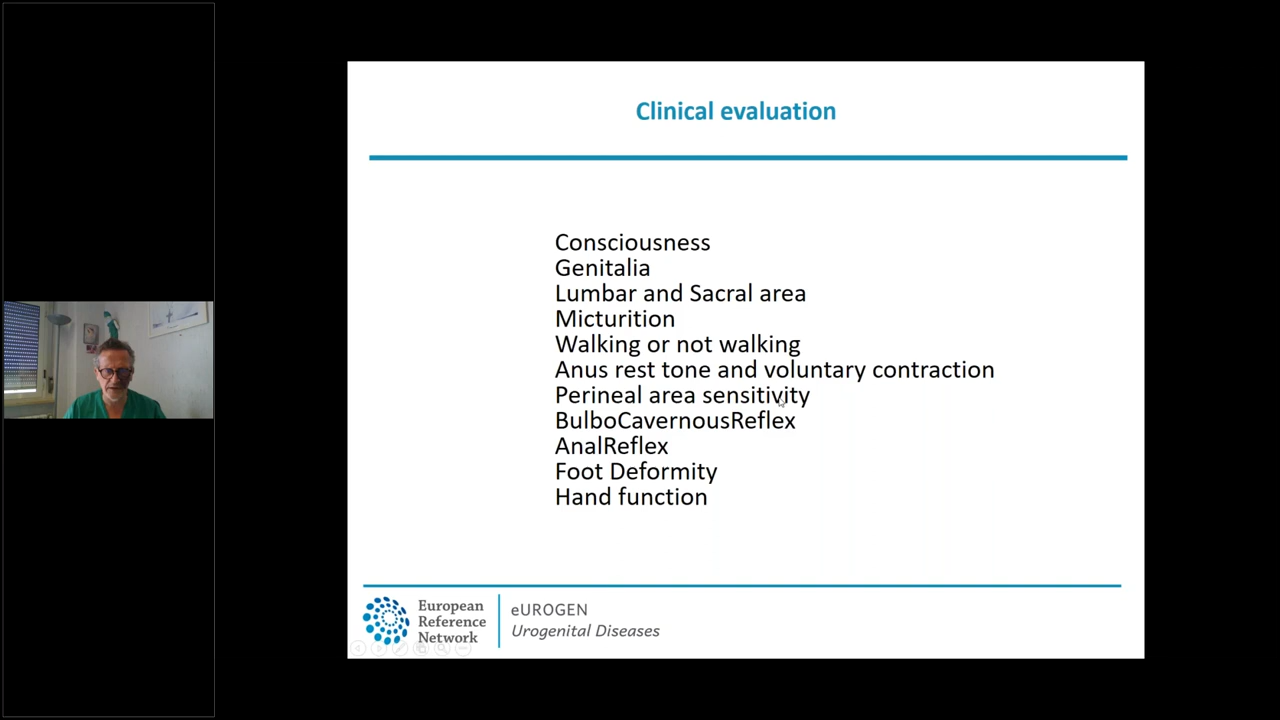 Clinical evaluation
Consciousness
Genitalia
Lumbar and Sacral area
Micturition
Walking or not walking
Anus rest tone and voluntary contraction
Perineal area sensitivity
BulboCavernousReflex
AnalReflex
Foot Deformity
Hand function
European
Reference
Network
eUROGEN
Urogenital Diseases